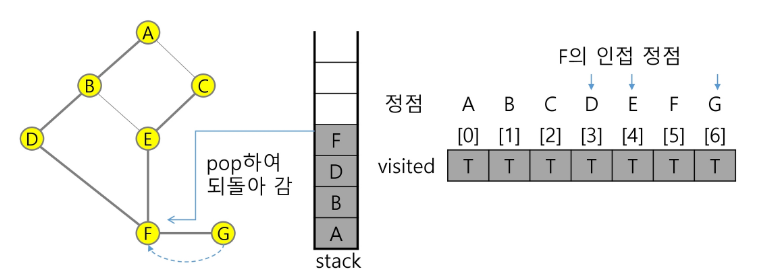 A
B
C
D
E
F
G
pop하여
되돌아 감
F
D
B
A
stack
F의 인접 정점
정점 A B C D E F G
[0] [1] [2] [3] [4] [5] [6]
visited T T T T T T T